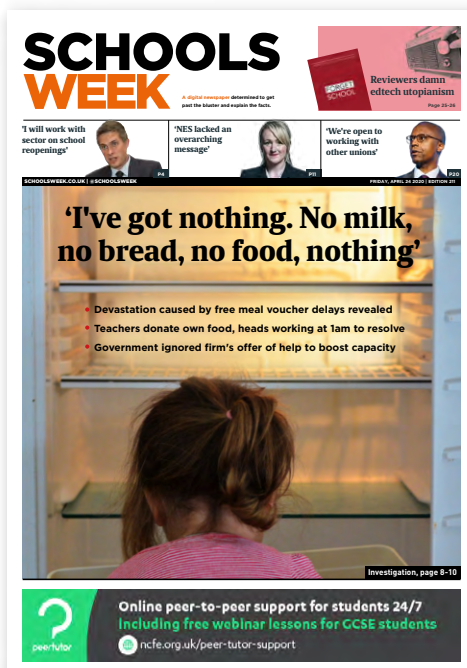 SCHOOLS
WEEK
A digital newspaper determined to get
past the bluster and explain the facts.
FORGET
SCHOOL
Reviewers damn
edtech utopianism
Page 25-26
'I will work with
sector on school
reopenings'
P4
'NES lacked an
overarching
message'
P11
'We're open to
working with
other unions'
P20
SCHOOLSWEEK.CO.UK | @SCHOOLSWEEK
FRIDAY, APRIL 24 2020 | EDITION 211
'I've got nothing. No milk,
no bread, no food, nothing'
• Devastation caused by free meal voucher delays revealed
• Teachers donate own food, heads working at 1am to resolve
• Government ignored firm's offer of help to boost capacity
Investigation, page 8-10
peertutor
Online peer-to-peer support for students 24/7
Including free webinar lessons for GCSE students
ncfe.org.uk/peer-tutor-support